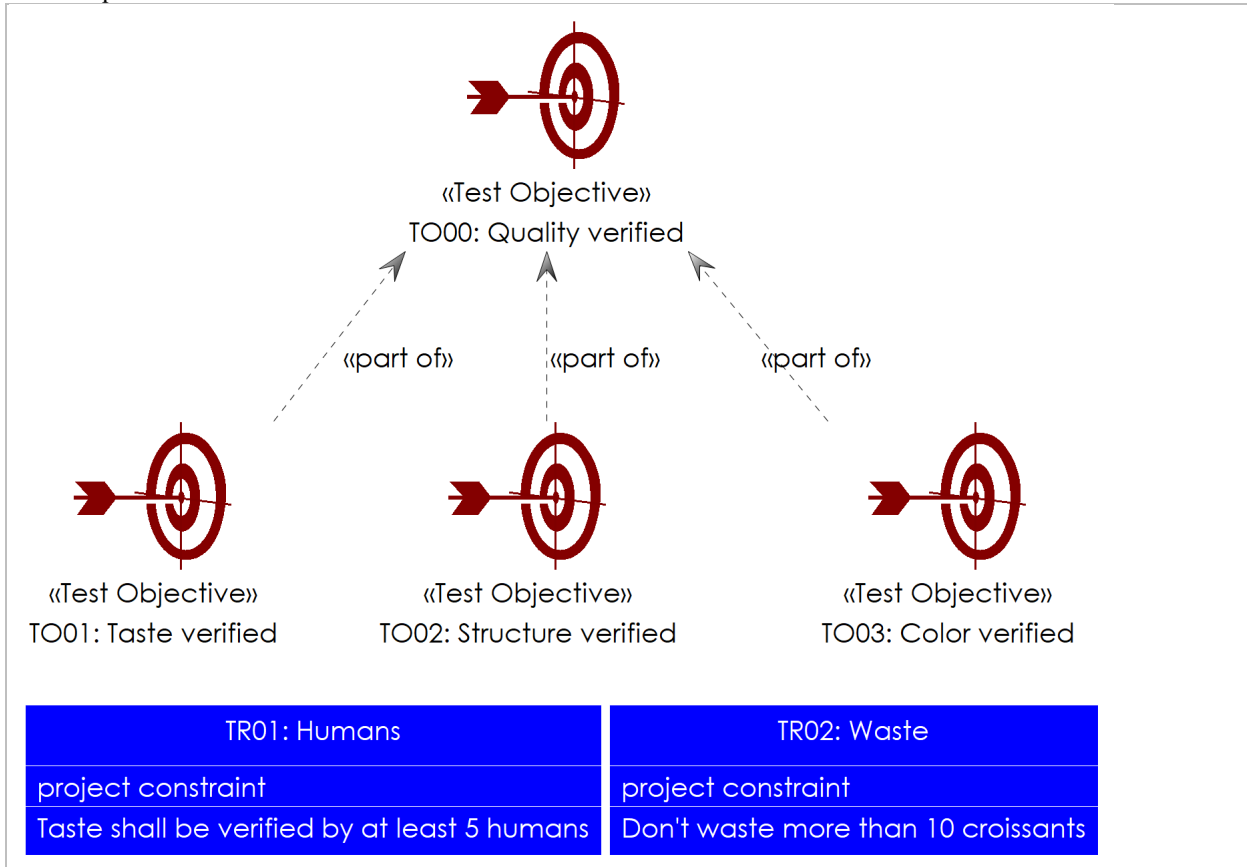 «Test Objective»
TO00: Quality verified
«part of» «part of» «part of»
«Test Objective» «Test Objective» «Test Objective»
TO01: Taste verified TO02: Structure verified TO03: Color verified
TR01: Humans TR02: Waste
project constraint project constraint
Taste shall be verified by at least 5 humans Don't waste more than 10 croissants